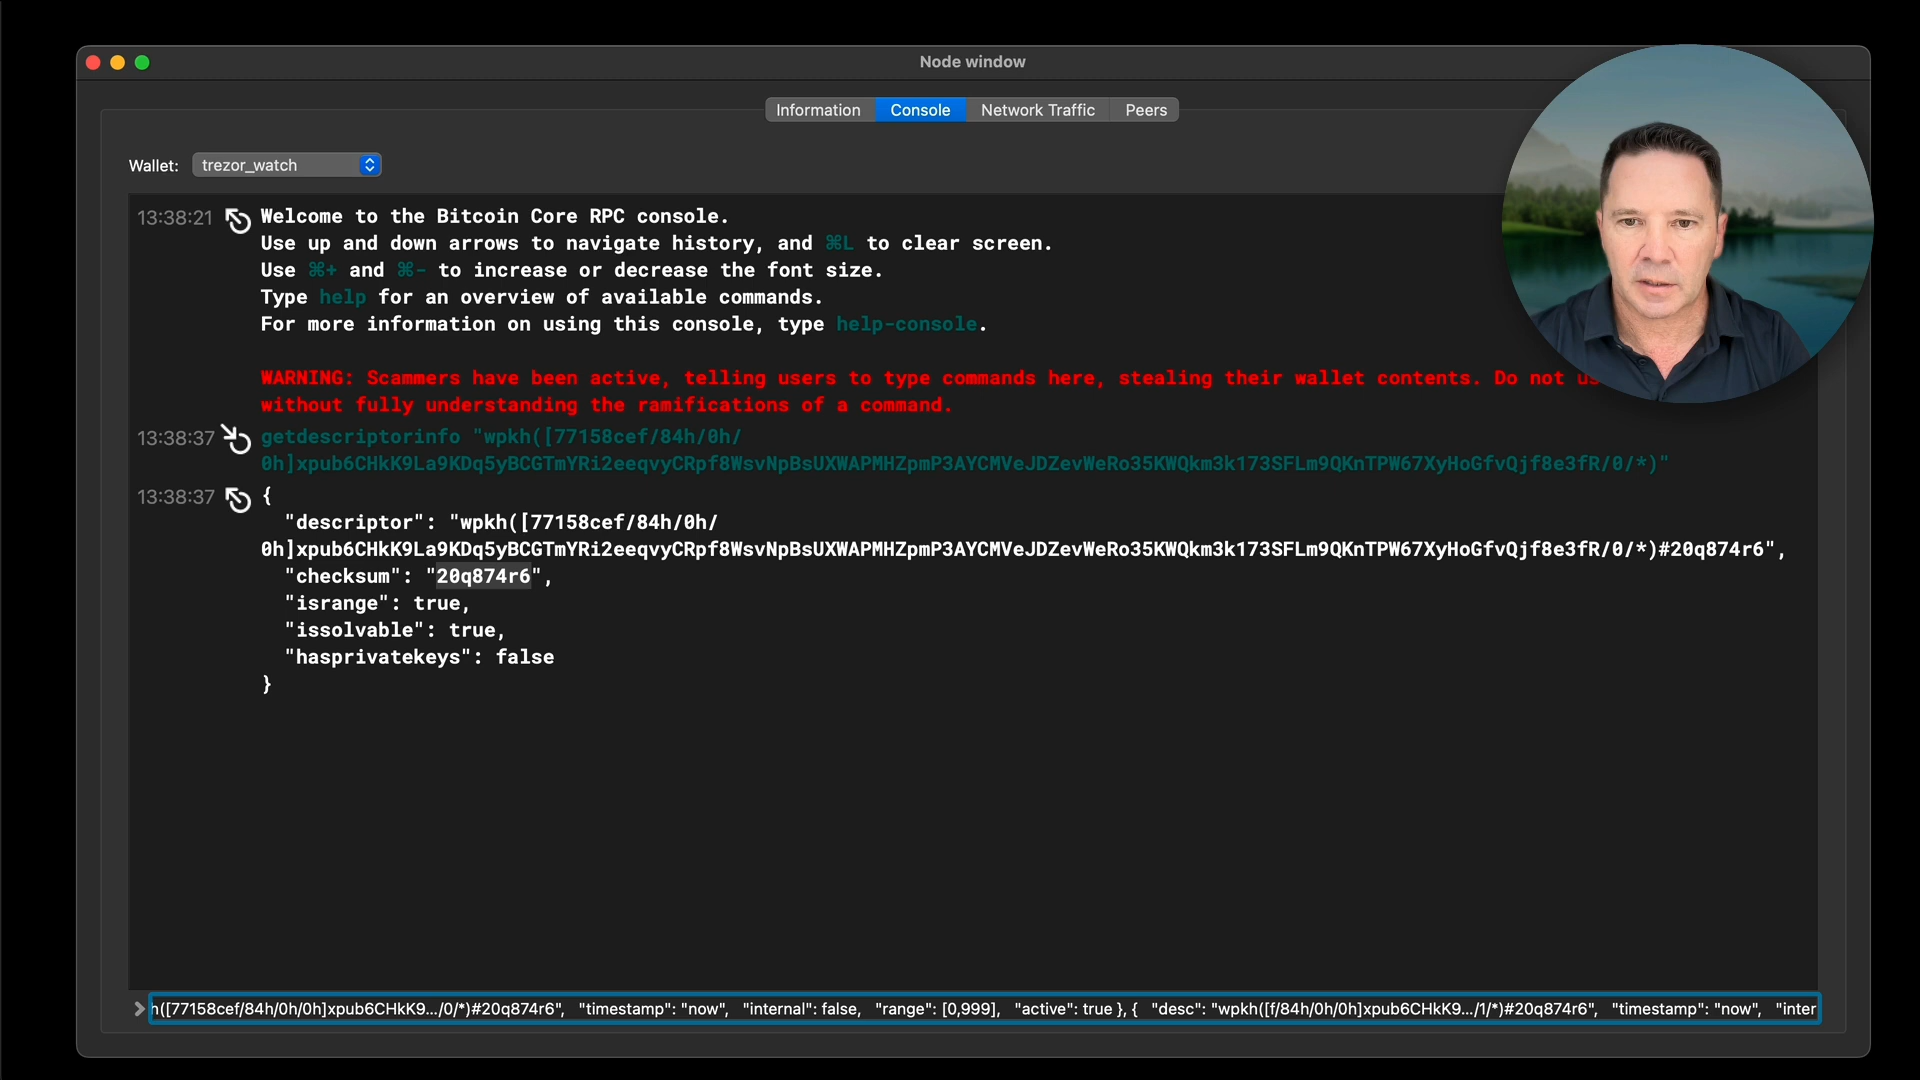 Node window
Information Console Network Traffic Peers
Wallet: trezor_watch
13:38:21 Welcome to the Bitcoin Core RPC console.
Use up and down arrows to navigate history, and ⌘L to clear screen.
Use ⌘+ and ⌘- to increase or decrease the font size.
Type help for an overview of available commands.
For more information on using this console, type help-console.
WARNING: Scammers have been active, telling users to type commands here, stealing their wallet contents. Do not
without fully understanding the ramifications of a command.
13:38:37 getdescriptorinfo "wpkh([77158cef/84h/0h/
0h]xpub6CHkK9La9KDq5yBCGTmYRi2eeqvyCRpf8WsvNpBsUXWAPMHZpmP3AYCMVeJDZevWeRo35KWQkm3k173SFLm9QKnTPW67XyHoGfvQjf8e3fR/0/*)"
13:38:37 {
"descriptor": "wpkh([77158cef/84h/0h/
0h]xpub6CHkK9La9KDq5yBCGTmYRi2eeqvyCRpf8WsvNpBsUXWAPMHZpmP3AYCMVeJDZevWeRo35KWQkm3k173SFLm9QKnTPW67XyHoGfvQjf8e3fR/0/*)#20q874r6",
"checksum": "20q874r6",
"isrange": true,
"issolvable": true,
"hasprivatekeys": false
}
h([77158cef/84h/0h/0h]xpub6CHkK9.../0/*)#20q874r6", "timestamp": "now", "internal": false, "range": [0,999], "active": true }, { "desc": "wpkh([f/84h/0h/0h]xpub6CHkK9.../1/*)#20q874r6", "timestamp": "now", "inter